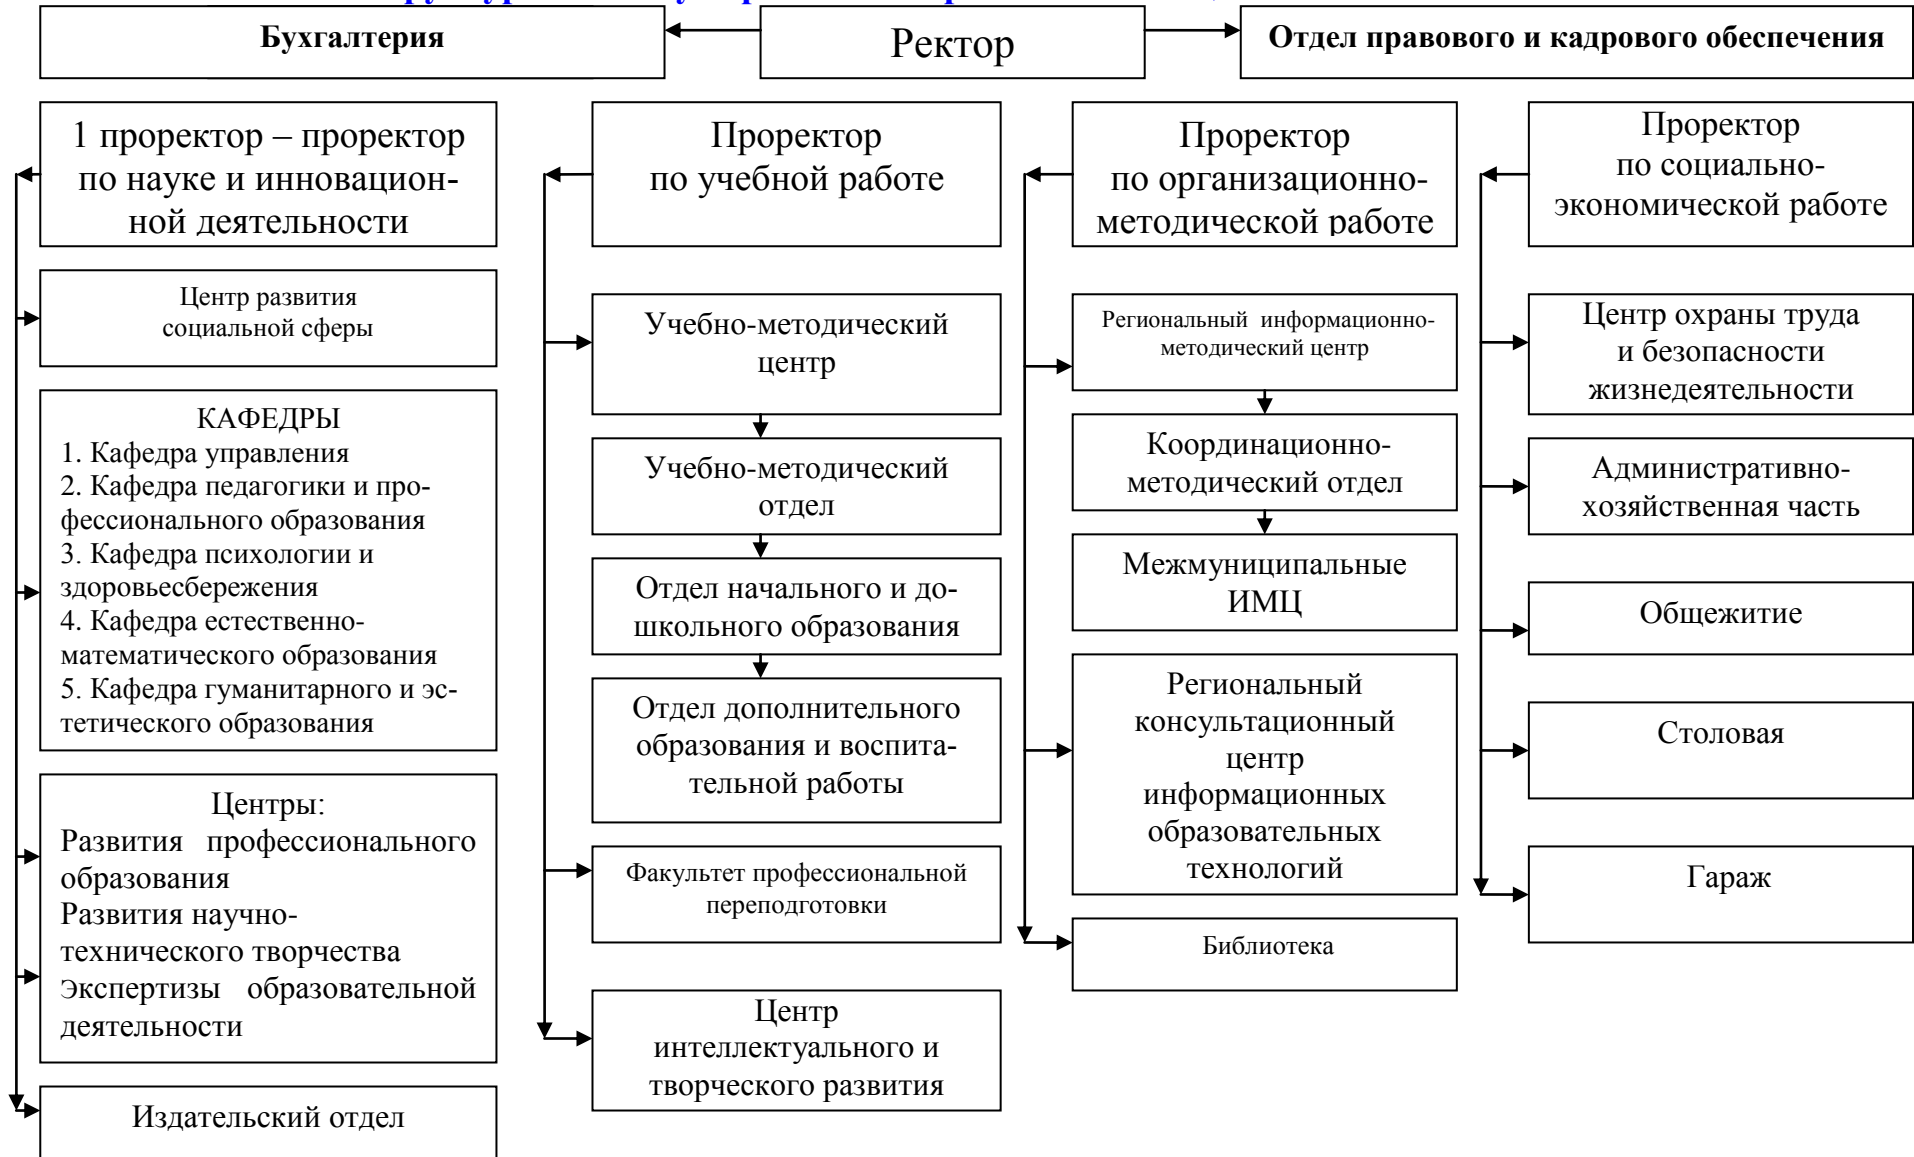 Бухгалтерия
Ректор
Отдел правового и кадрового обеспечения
1 проректор – проректор
по науке и инновацион-
ной деятельности
Центр развития
социальной сферы
КАФЕДРЫ
1. Кафедра управления
2. Кафедра педагогики и про-
фессионального образования
3. Кафедра психологии и
здоровьесбережения
4. Кафедра естественно-
математического образования
5. Кафедра гуманитарного и эс-
тетического образования
Центры:
Развития профессионального
образования
Развития научно-
технического творчества
Экспертизы образовательной
деятельности
Издательский отдел
Проректор
по учебной работе
Учебно-методический
центр
Учебно-методический
отдел
Отдел начального и до-
школьного образования
Отдел дополнительного
образования и воспита-
тельной работы
Факультет профессиональной
переподготовки
Центр
интеллектуального и
творческого развития
Проректор
по организационно-
методической работе
Региональный информационно-
методический центр
Координационно-
методический отдел
Межмуниципальные
ИМЦ
Региональный
консультационный
центр
информационных
образовательных
технологий
Библиотека
Проректор
по социально-
экономической работе
Центр охраны труда
и безопасности
жизнедеятельности
Административно-
хозяйственная часть
Общежитие
Столовая
Гараж